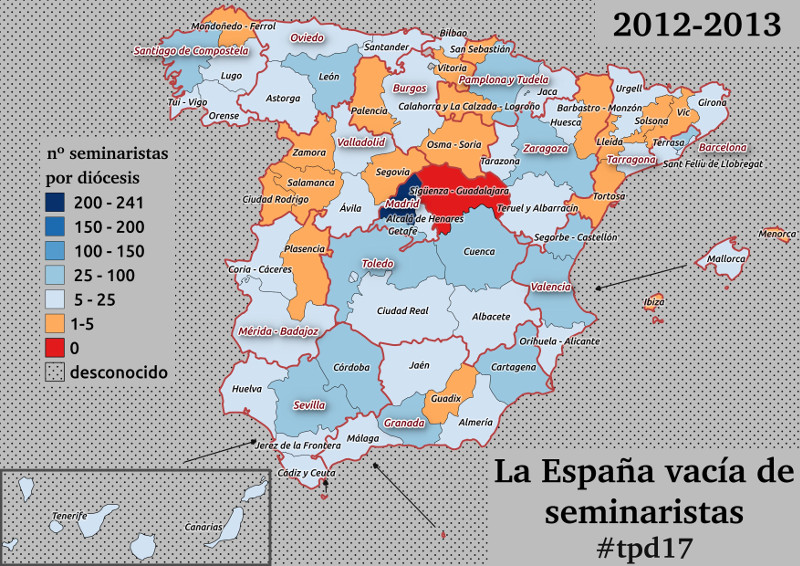 2012-2013
Mondoñedo - Ferrol
Santiago de Compostela
Lugo
Tui - Vigo
Orense
Oviedo
León
Astorga
Santander
Bilbao
San Sebastián
Vitoria
Burgos
Palencia
Calahorra y La Calzada - Logroño
Pamplona y Tudela
Jaca
Huesca
Barbastro - Monzón
Urgell
Girona
Vic
Solsona
Lleida
Terrasa
Barcelona
Sant Feliu de Llobregat
Tarragona
Tortosa
Zaragoza
Tarazona
Osma - Soria
Valladolid
Zamora
Salamanca
Ciudad Rodrigo
Segovia
Ávila
Madrid
Sigüenza - Guadalajara
Alcalá de Henares
Getafe
Teruel y Albarracín
Segorbe - Castellón
Menorca
Mallorca
Ibiza
Plasencia
Coria - Cáceres
Toledo
Cuenca
Valencia
Ciudad Real
Albacete
Mérida - Badajoz
Orihuela - Alicante
Córdoba
Jaén
Cartagena
Huelva
Sevilla
Guadix
Granada
Almería
Málaga
Jerez de la Frontera
Cádiz y Ceuta
Tenerife
Canarias
nº seminaristas
por diócesis
200 - 241
150 - 200
100 - 150
25 - 100
5 - 25
1-5
0
desconocido
La España vacía de
seminaristas
#tpd17